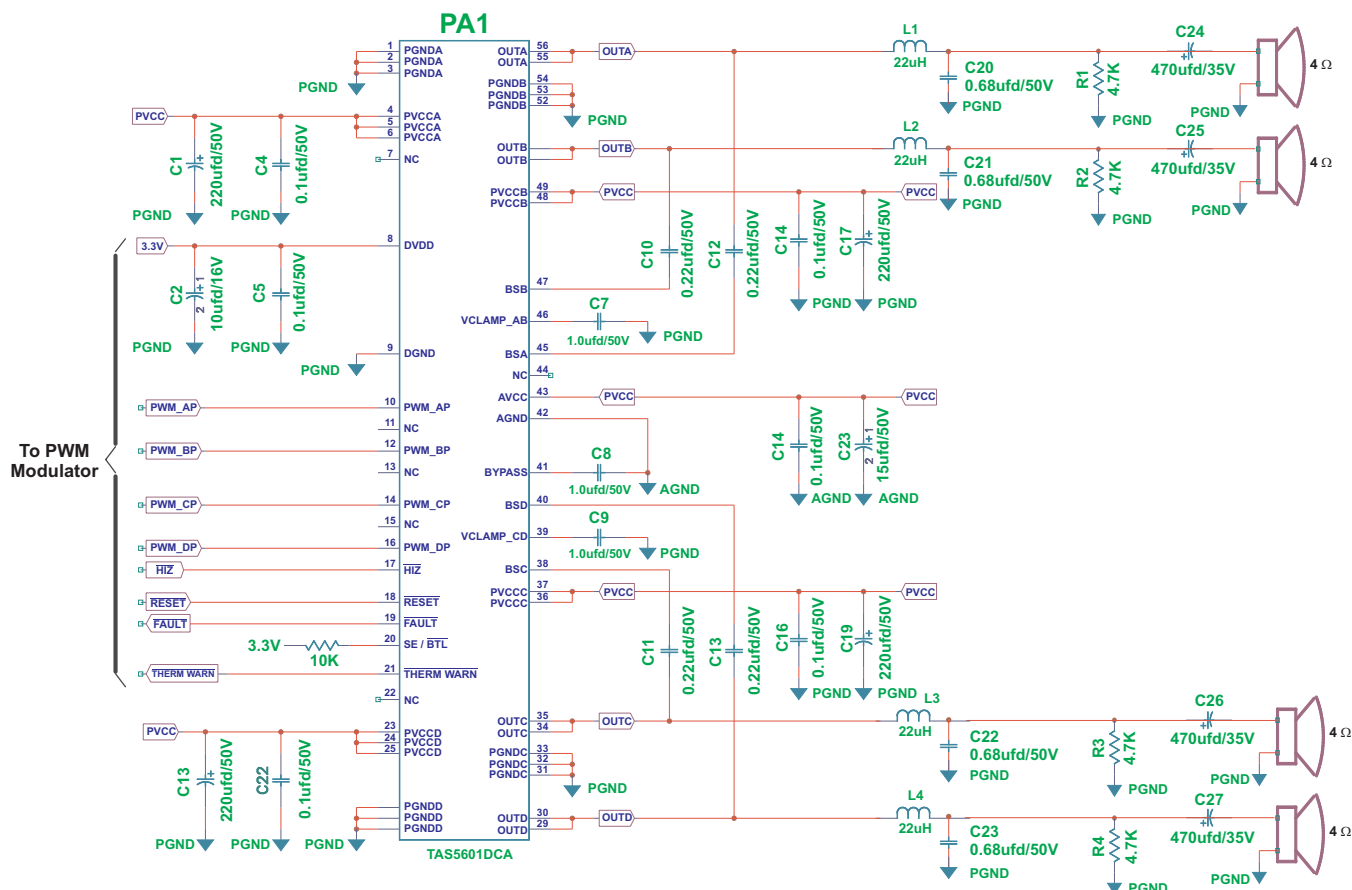 PA1
1 PGNDA
2 PGNDA
3 PGNDA
PGND
PVCC
4 PVCCA
5 PVCCA
6 PVCCA
7 NC
C1
220ufd/50V
C4
0.1ufd/50V
PGND PGND
3.3V
8 DVDD
C2
1
2
10ufd/16V
C5
0.1ufd/50V
PGND PGND
9 DGND
PGND
To PWM
Modulator
PWM_AP 10 PWM_AP
11 NC
PWM_BP 12 PWM_BP
13 NC
PWM_CP 14 PWM_CP
15 NC
PWM_DP 16 PWM_DP
HIZ 17 HIZ
RESET 18 RESET
FAULT 19 FAULT
3.3V 10K 20 SE / BTL
THERM WARN 21 THERM WARN
22 NC
PVCC
23 PVCCD
24 PVCCD
25 PVCCD
C13
220ufd/50V
C22
0.1ufd/50V
PGNDD
PGNDD
PGNDD
PGND PGND PGND
TAS5601DCA
OUTA 56
OUTA 55
OUTA
PGNDB 54
PGNDB 53
PGNDB 52
PGND
OUTB
OUTB
OUTB
PVCCB 49
PVCCB 48
PVCC
PVCC
C10
0.22ufd/50V
C12
0.22ufd/50V
C14
0.1ufd/50V
C17
220ufd/50V
PGND PGND
BSB 47
VCLAMP_AB 46
C7
1.0ufd/50V
PGND
BSA 45
NC 44
AVCC 43
PVCC
PVCC
AGND 42
C14
0.1ufd/50V
C23
1
2
15ufd/50V
AGND AGND
BYPASS 41
C8
1.0ufd/50V
AGND
BSD 40
VCLAMP_CD 39
C9
1.0ufd/50V
PGND
BSC 38
PVCCC 37
PVCCC 36
PVCC
PVCC
C11
0.22ufd/50V
C13
0.22ufd/50V
C16
0.1ufd/50V
C19
220ufd/50V
PGND PGND
OUTC 35
OUTC 34
OUTC
PGNDC 33
PGNDC 32
PGNDC 31
PGND
OUTD 30
OUTD 29
OUTD
L1
22uH
C20
0.68ufd/50V
PGND
R1
4.7K
PGND
C24
470ufd/35V
PGND
4 Ω
L2
22uH
C21
0.68ufd/50V
PGND
R2
4.7K
PGND
C25
470ufd/35V
PGND
4 Ω
L3
22uH
C22
0.68ufd/50V
PGND
R3
4.7K
PGND
C26
470ufd/35V
PGND
4 Ω
L4
22uH
C23
0.68ufd/50V
PGND
R4
4.7K
PGND
C27
470ufd/35V
PGND
4 Ω